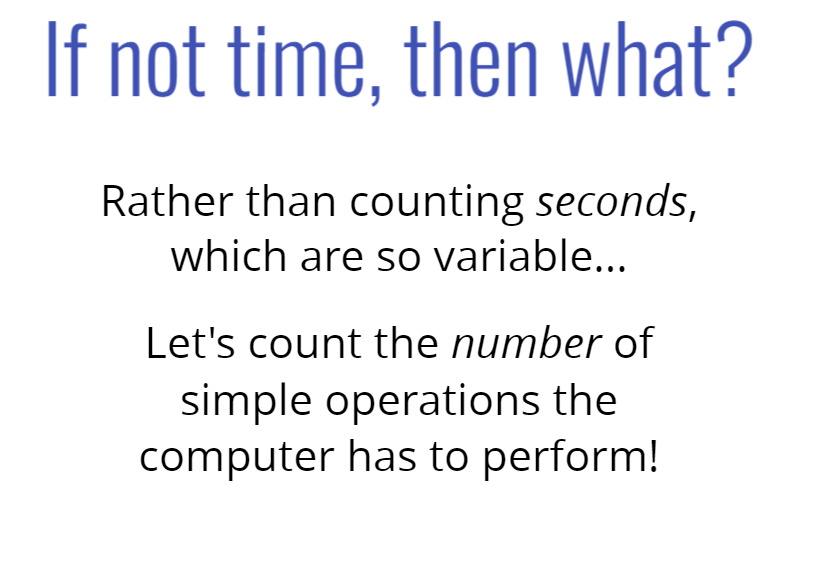 If not time, then what?
Rather than counting seconds,
which are so variable...
Let's count the number of
simple operations the
computer has to perform!